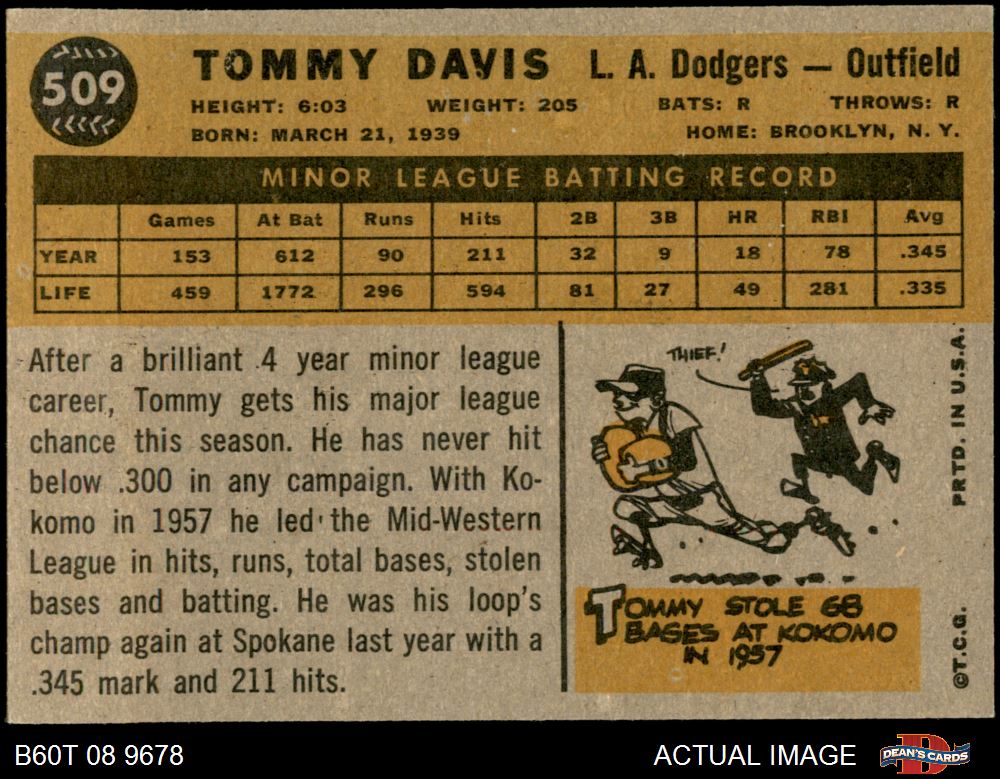 509
TOMMY DAVIS L. A. Dodgers — Outfield
HEIGHT: 6:03 WEIGHT: 205 BATS: R THROWS: R
BORN: MARCH 21, 1939 HOME: BROOKLYN, N. Y.
MINOR LEAGUE BATTING RECORD
Games At Bat Runs Hits 2B 3B HR RBI Avg
YEAR 153 612 90 211 32 9 18 78 .345
LIFE 459 1772 296 594 81 27 49 281 .335
After a brilliant 4 year minor league
career, Tommy gets his major league
chance this season. He has never hit
below .300 in any campaign. With Ko-
komo in 1957 he led the Mid-Western
League in hits, runs, total bases, stolen
bases and batting. He was his loop's
champ again at Spokane last year with a
.345 mark and 211 hits.
THIEF!
TOMMY STOLE 68
BASES AT KOKOMO
IN 1957
©T.C.G. PRTD. IN U.S.A.
B60T 08 9678 ACTUAL IMAGE DEAN'S CARDS